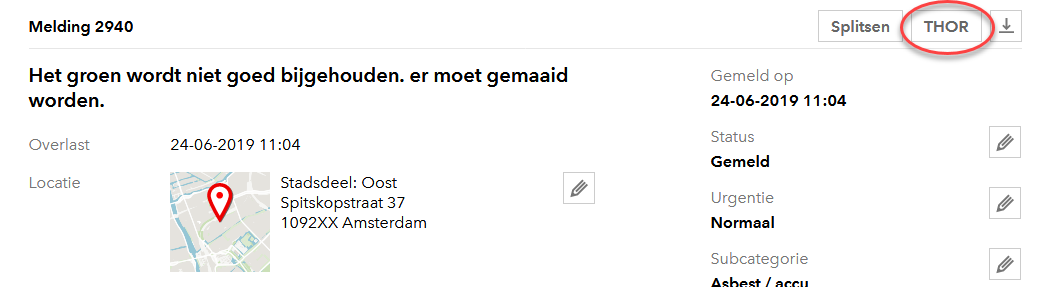 Melding 2940
Splitsen
THOR
Het groen wordt niet goed bijgehouden. er moet gemaaid
worden.
Overlast
24-06-2019 11:04
Locatie
Stadsdeel: Oost
Spitskopstraat 37
1092XX Amsterdam
Gemeld op
24-06-2019 11:04
Status
Gemeld
Urgentie
Normaal
Subcategorie
Asbest / accu